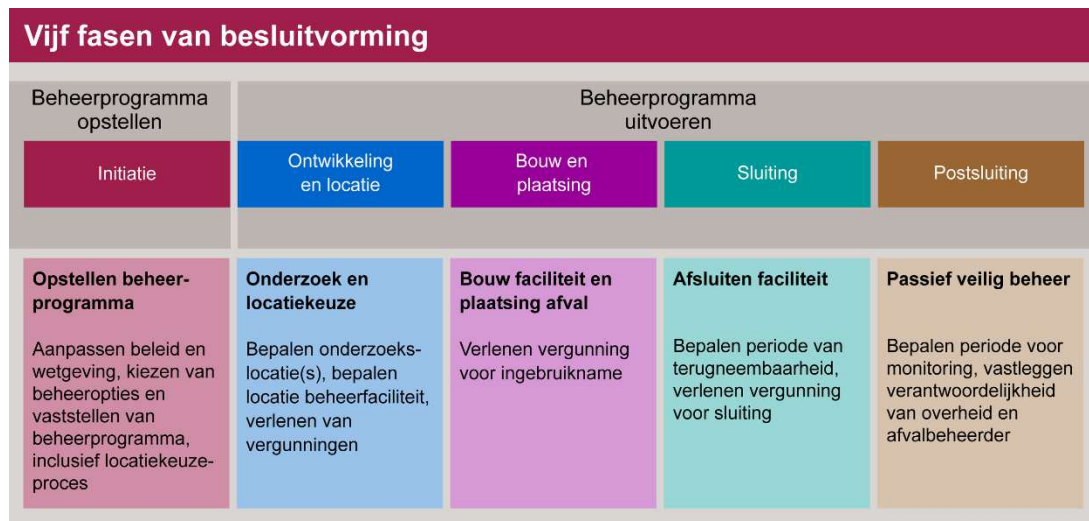 Vijf fasen van besluitvorming
Beheerprogramma
opstellen
Beheerprogramma
uitvoeren
Initiatie
Ontwikkeling
en locatie
Bouw en
plaatsing
Sluiting
Postsluiting
Opstellen beheer-
programma
Aanpassen beleid en
wetgeving, kiezen van
beheeropties en
vaststellen van
beheerprogramma,
inclusief locatiekeuze-
proces
Onderzoek en
locatiekeuze
Bepalen onderzoeks-
locatie(s), bepalen
locatie beheerfaciliteit,
verlenen van
vergunningen
Bouw faciliteit en
plaatsing afval
Verlenen vergunning
voor ingebruikname
Afsluiten faciliteit
Bepalen periode van
terugneembaarheid,
verlenen vergunning
voor sluiting
Passief veilig beheer
Bepalen periode voor
monitoring, vastleggen
verantwoordelijkheid
van overheid en
afvalbeheerder